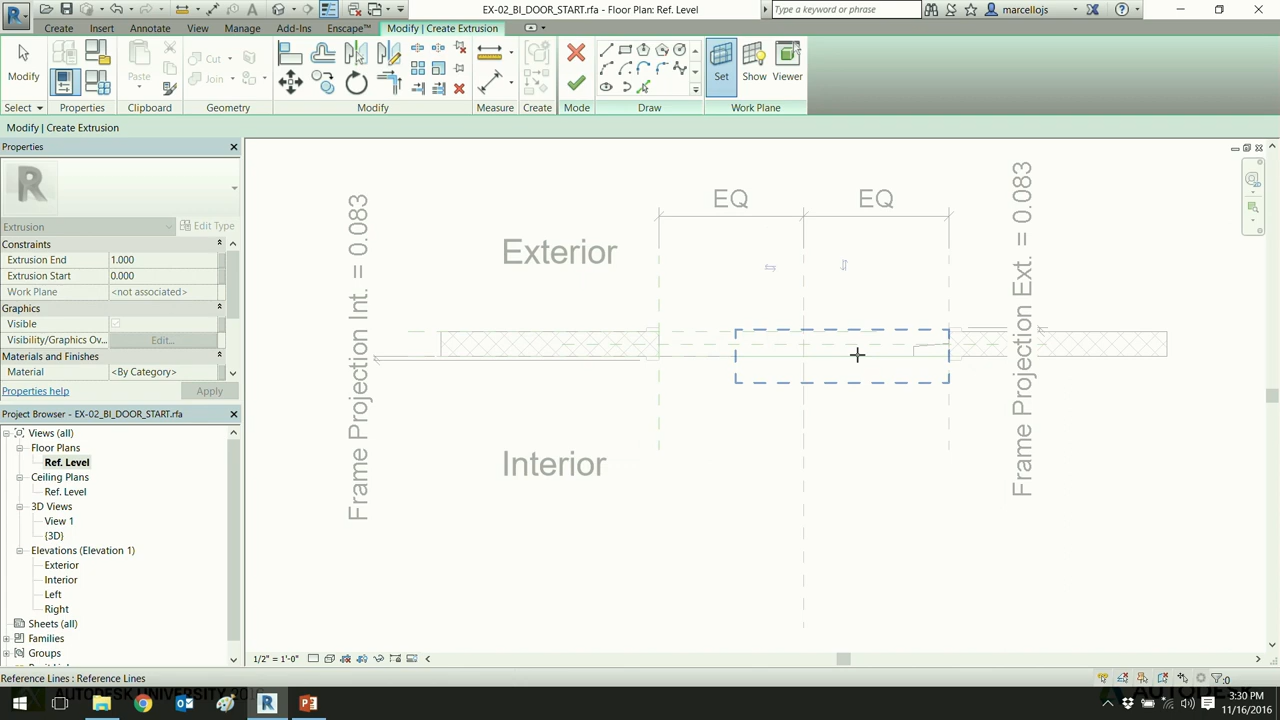 EX-02_BI_DOOR_START.rfa - Floor Plan: Ref. Level
Type a keyword or phrase
marcellojs
Create
Insert
Annotate
View
Manage
Add-Ins
Enscape™
Modify | Create Extrusion
Modify
Paste
Cut
Join
Set
Show
Viewer
Select
Properties
Clipboard
Geometry
Modify
Measure
Create
Mode
Draw
Work Plane
Modify | Create Extrusion
Properties
Extrusion
Edit Type
Constraints
Extrusion End 1.000
Extrusion Start 0.000
Work Plane <not associated>
Graphics
Visible
Visibility/Graphics Ov... Edit...
Materials and Finishes
Material <By Category>
Properties help
Apply
Project Browser - EX-02_BI_DOOR_START.rfa
Views (all)
Floor Plans
Ref. Level
Ceiling Plans
Ref. Level
3D Views
View 1
{3D}
Elevations (Elevation 1)
Exterior
Interior
Left
Right
Sheets (all)
Families
Groups
Frame Projection Int. = 0.083
Exterior
EQ
EQ
Interior
Frame Projection Ext. = 0.083
1/2" = 1'-0"
Reference Lines : Reference Lines
:0
AUTODESK UNIVERSITY
3:30 PM
11/16/2016